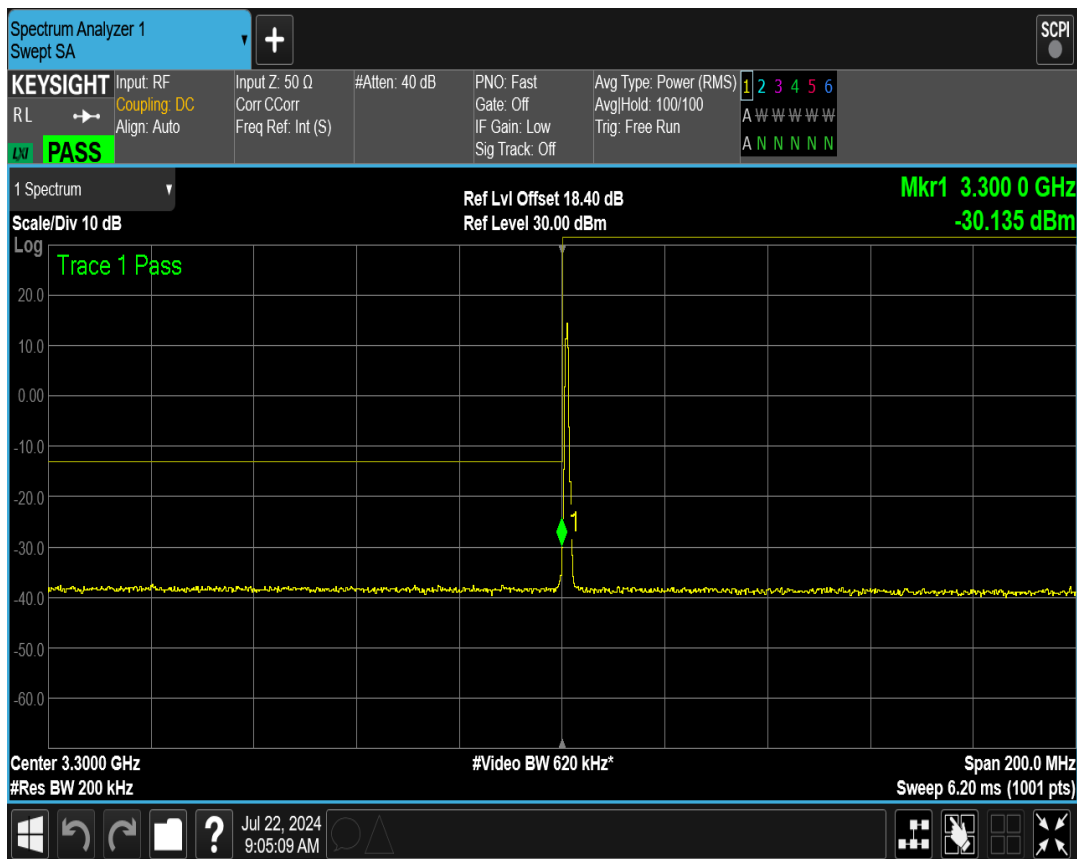 Spectrum Analyzer 1
Swept SA
+
SCPI
KEYSIGHT
RL
LXI PASS
Input: RF
Coupling: DC
Align: Auto
Input Z: 50 Ω
Corr CCorr
Freq Ref: Int (S)
#Atten: 40 dB
PNO: Fast
Gate: Off
IF Gain: Low
Sig Track: Off
Avg Type: Power (RMS)
Avg|Hold: 100/100
Trig: Free Run
1 2 3 4 5 6
A W W W W W
A N N N N N
1 Spectrum
Scale/Div 10 dB
Ref Lvl Offset 18.40 dB
Ref Level 30.00 dBm
Mkr1 3.300 0 GHz
-30.135 dBm
Log
Trace 1 Pass
20.0
10.0
0.00
-10.0
-20.0
1
-30.0
-40.0
-50.0
-60.0
Center 3.3000 GHz
#Video BW 620 kHz*
Span 200.0 MHz
#Res BW 200 kHz
Sweep 6.20 ms (1001 pts)
?
Jul 22, 2024
9:05:09 AM